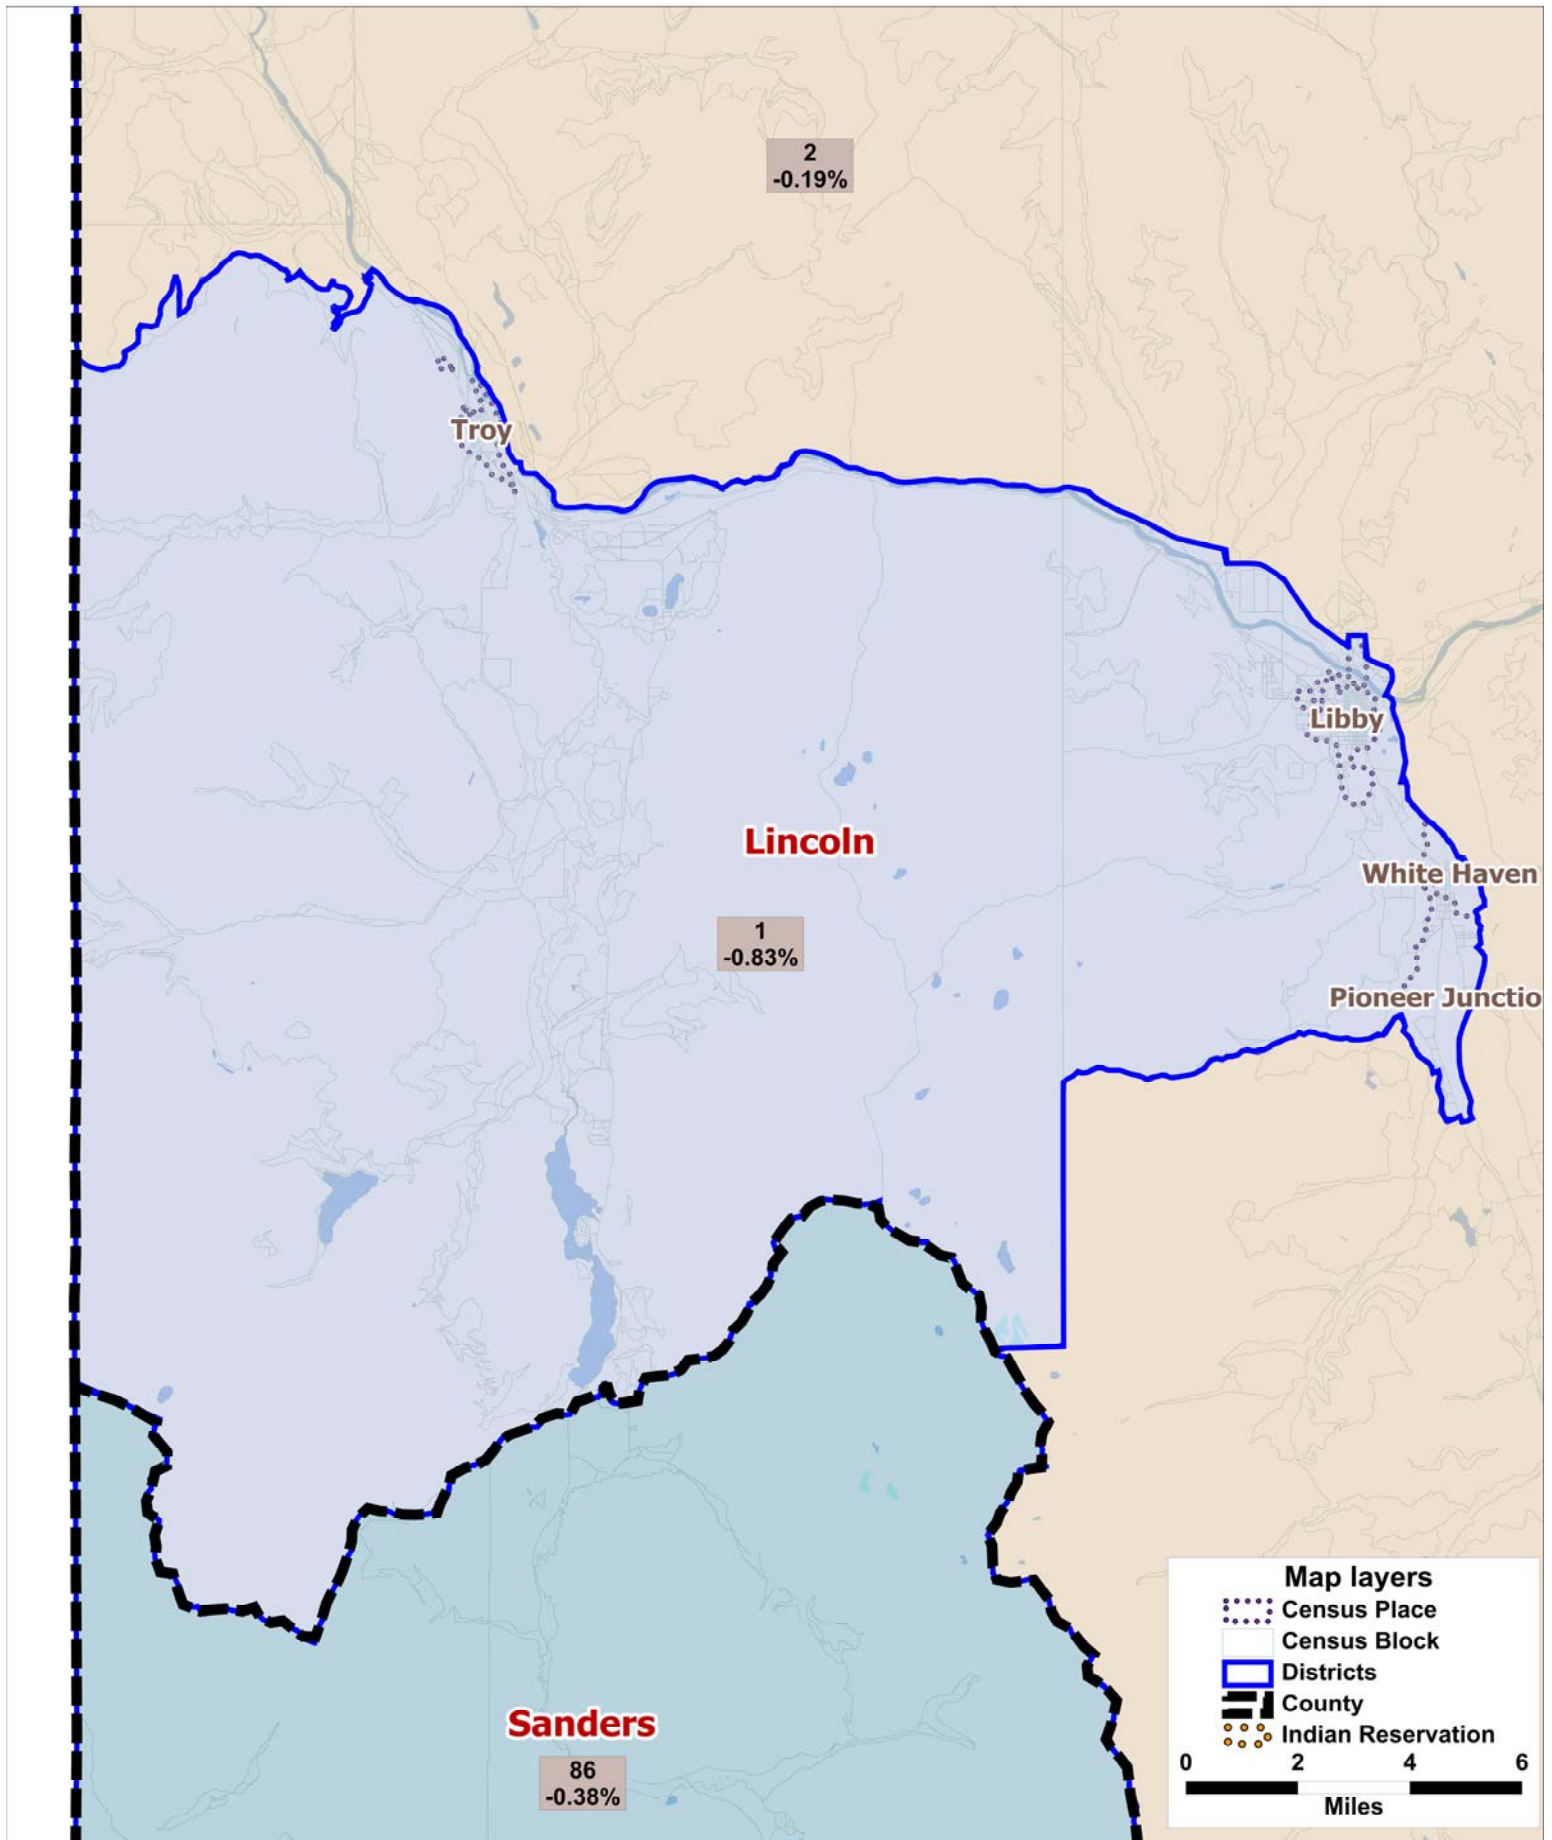 2
-0.19%
Troy
Libby
Lincoln
White Haven
1
-0.83%
Pioneer Junctio
Sanders
86
-0.38%
Map layers
Census Place
Census Block
Districts
County
Indian Reservation
0 2 4 6
Miles